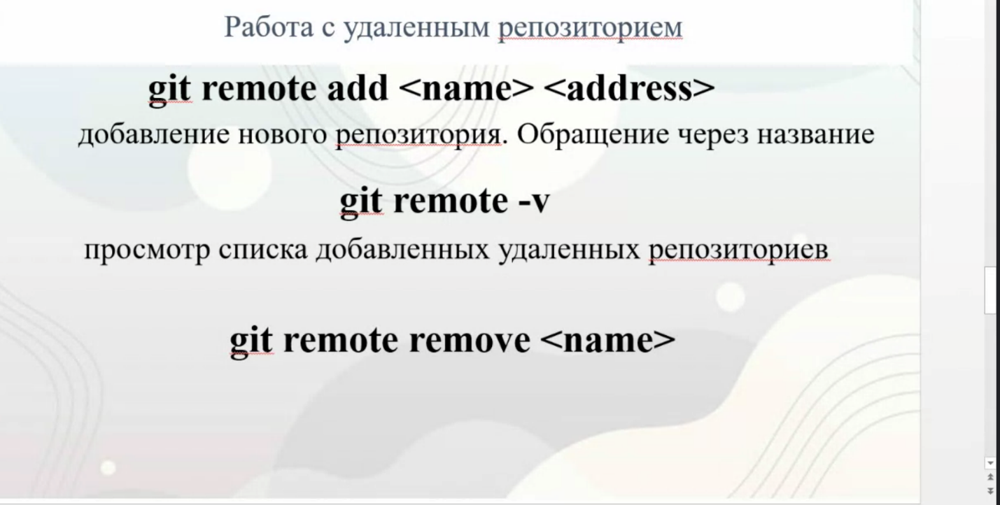 Работа с удаленным репозиторием
git remote add <name> <address>
добавление нового репозитория. Обращение через название
git remote -v
просмотр списка добавленных удаленных репозиториев
git remote remove <name>